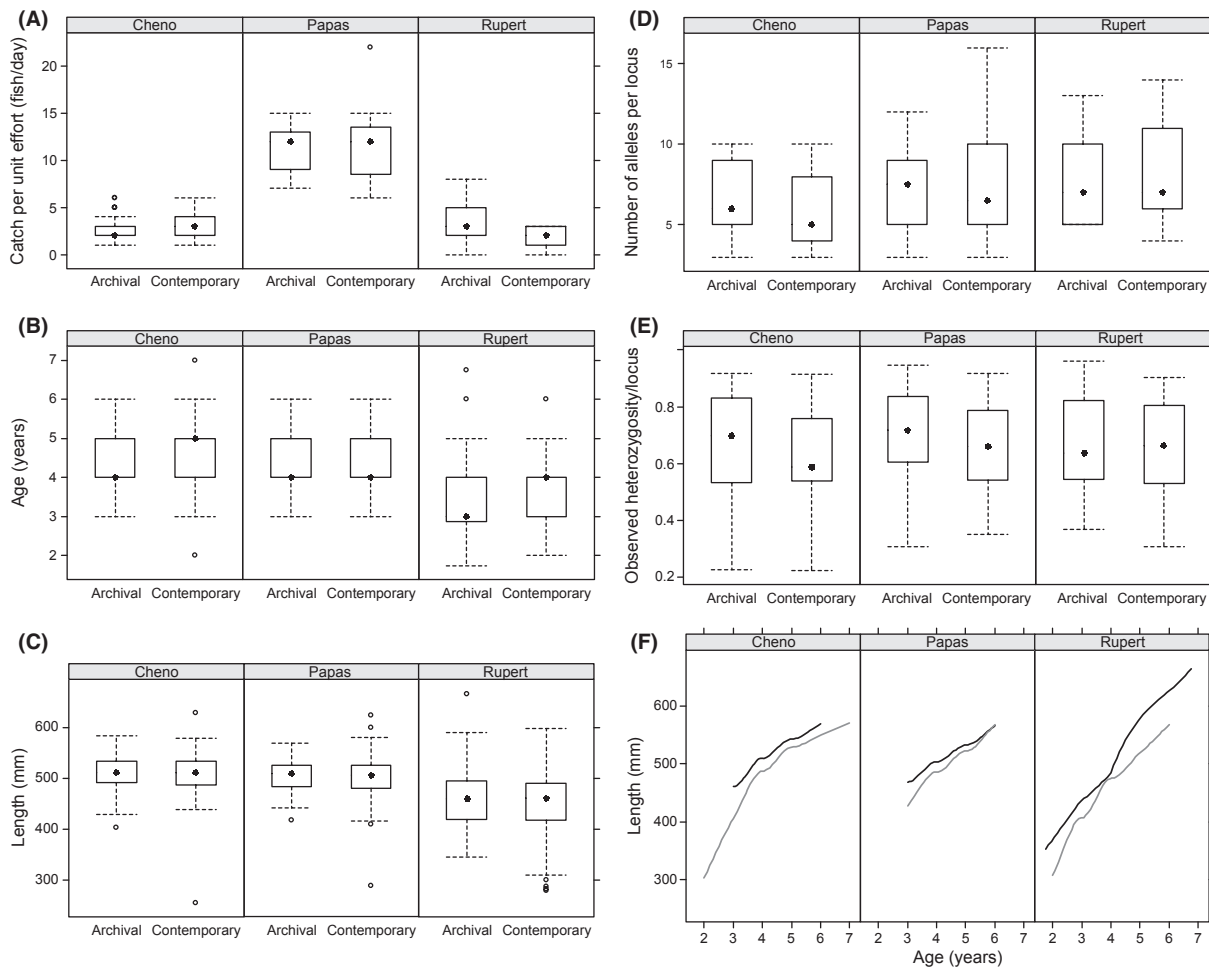 (A)
Cheno Papas Rupert
Catch per unit effort (fish/day)
20
15
10
5
0
Archival Contemporary Archival Contemporary Archival Contemporary
(B)
Cheno Papas Rupert
Age (years)
7
6
5
4
3
2
Archival Contemporary Archival Contemporary Archival Contemporary
(C)
Cheno Papas Rupert
Length (mm)
600
500
400
300
Archival Contemporary Archival Contemporary Archival Contemporary
(D)
Cheno Papas Rupert
Number of alleles per locus
15
10
5
Archival Contemporary Archival Contemporary Archival Contemporary
(E)
Cheno Papas Rupert
Observed heterozygosity/locus
0.8
0.6
0.4
0.2
Archival Contemporary Archival Contemporary Archival Contemporary
(F)
Cheno Papas Rupert
Length (mm)
600
500
400
300
2 3 4 5 6 7 2 3 4 5 6 7 2 3 4 5 6 7
Age (years)